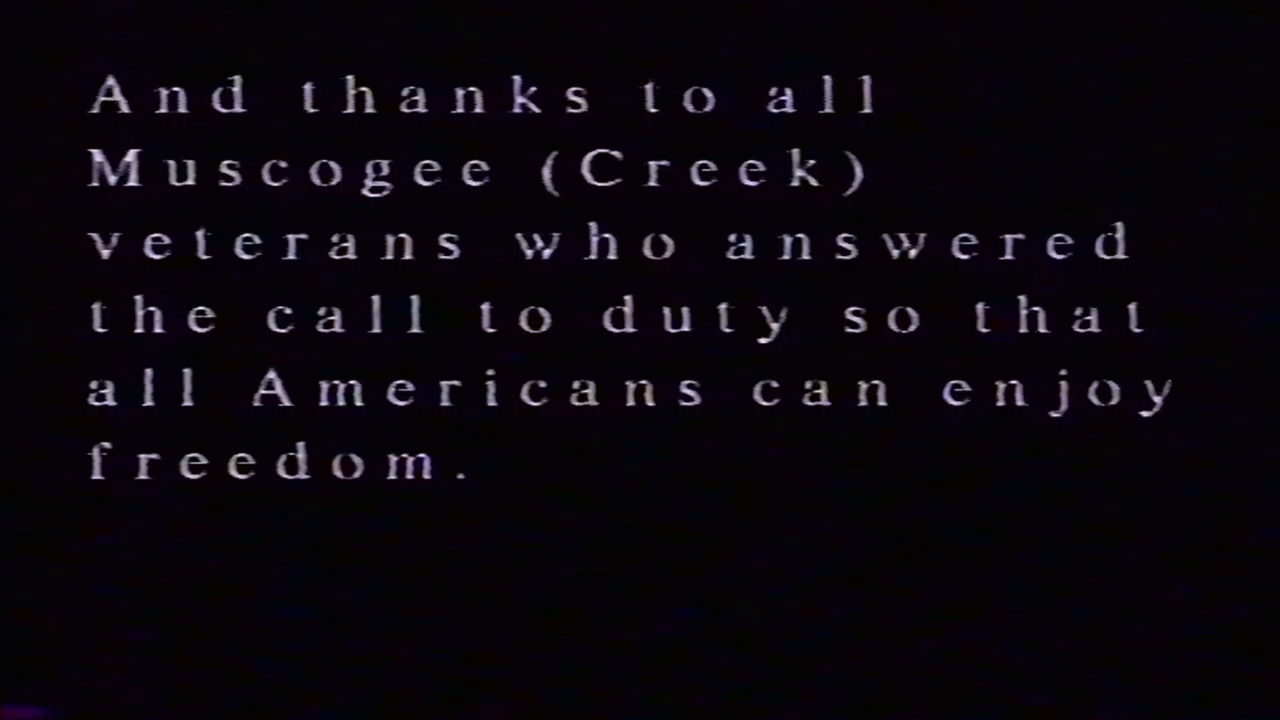 And thanks to all
Muscogee (Creek)
veterans who answered
the call to duty so that
all Americans can enjoy
freedom.